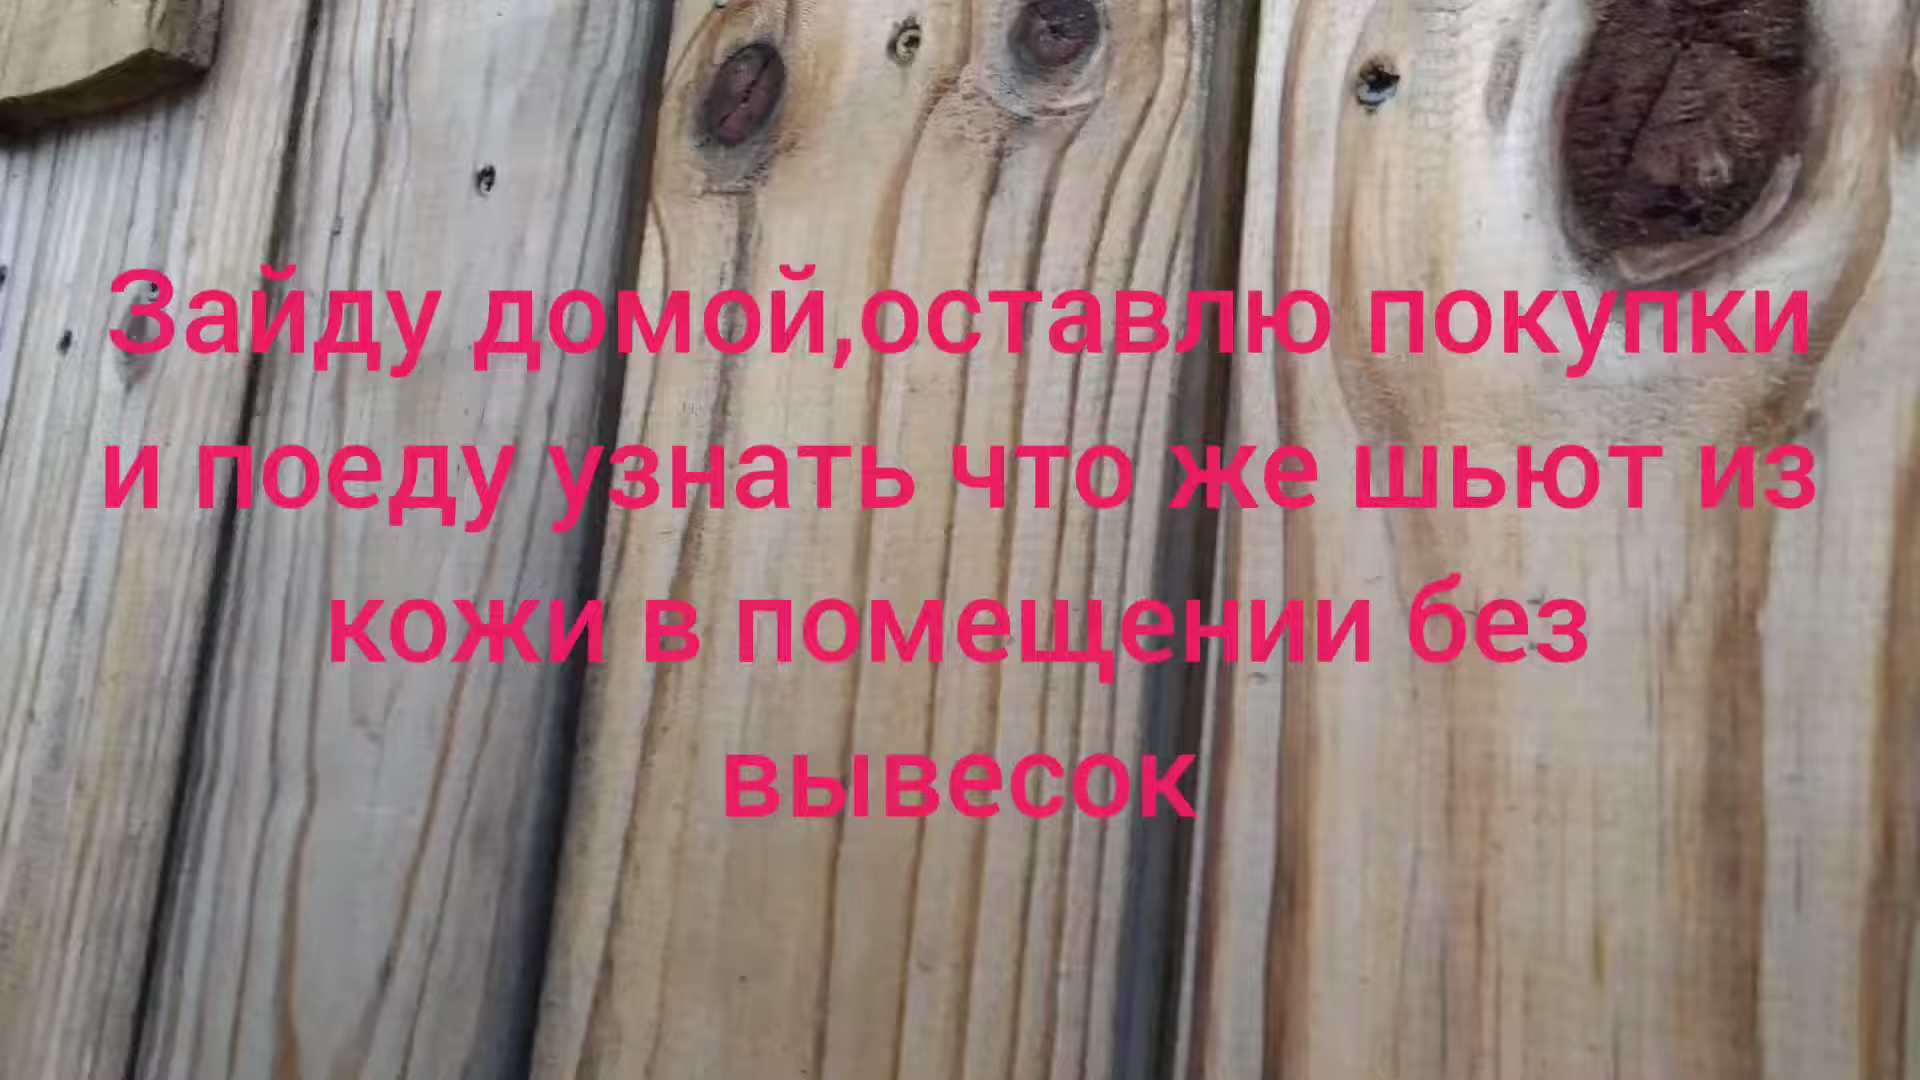 Зайду домой,оставлю покупки
и поеду узнать что же шьют из
кожи в помещении без
вывесок